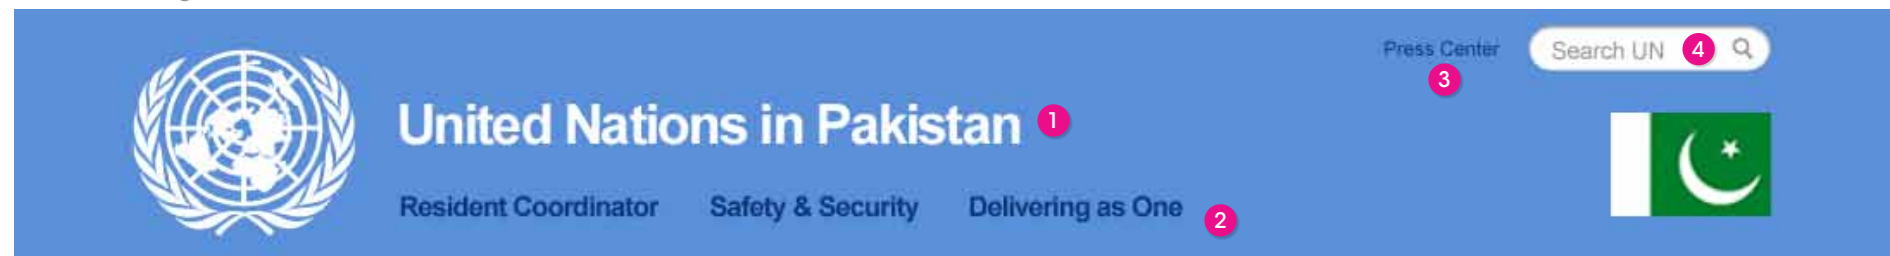 Press Center
3
Search UN 4
United Nations in Pakistan 1
Resident Coordinator Safety & Security Delivering as One 2